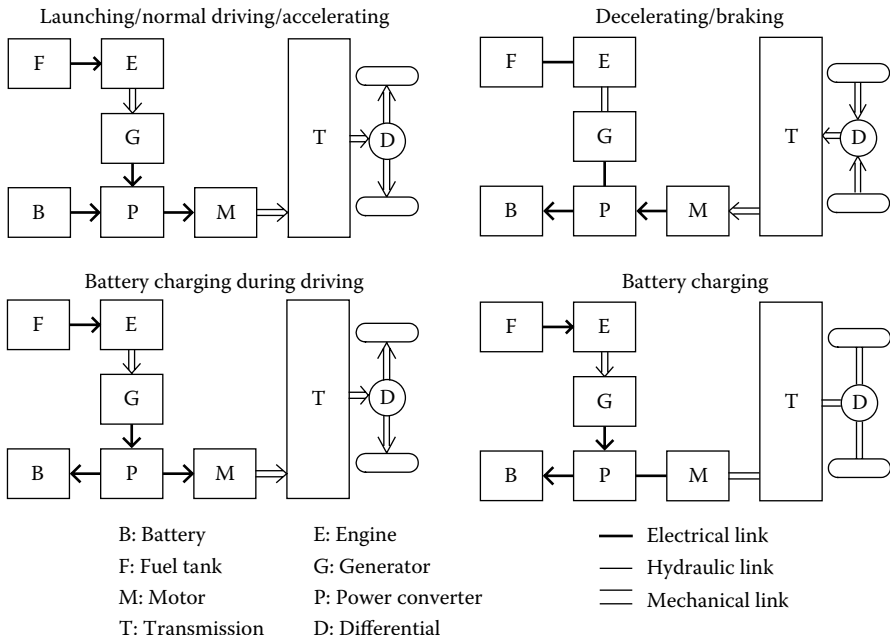 Launching/normal driving/accelerating
F E
G T D
B P M
Decelerating/braking
F E
G T D
B P M
Battery charging during driving
F E
G T D
B P M
Battery charging
F E
G T D
B P M
B: Battery E: Engine Electrical link
F: Fuel tank G: Generator Hydraulic link
M: Motor P: Power converter Mechanical link
T: Transmission D: Differential